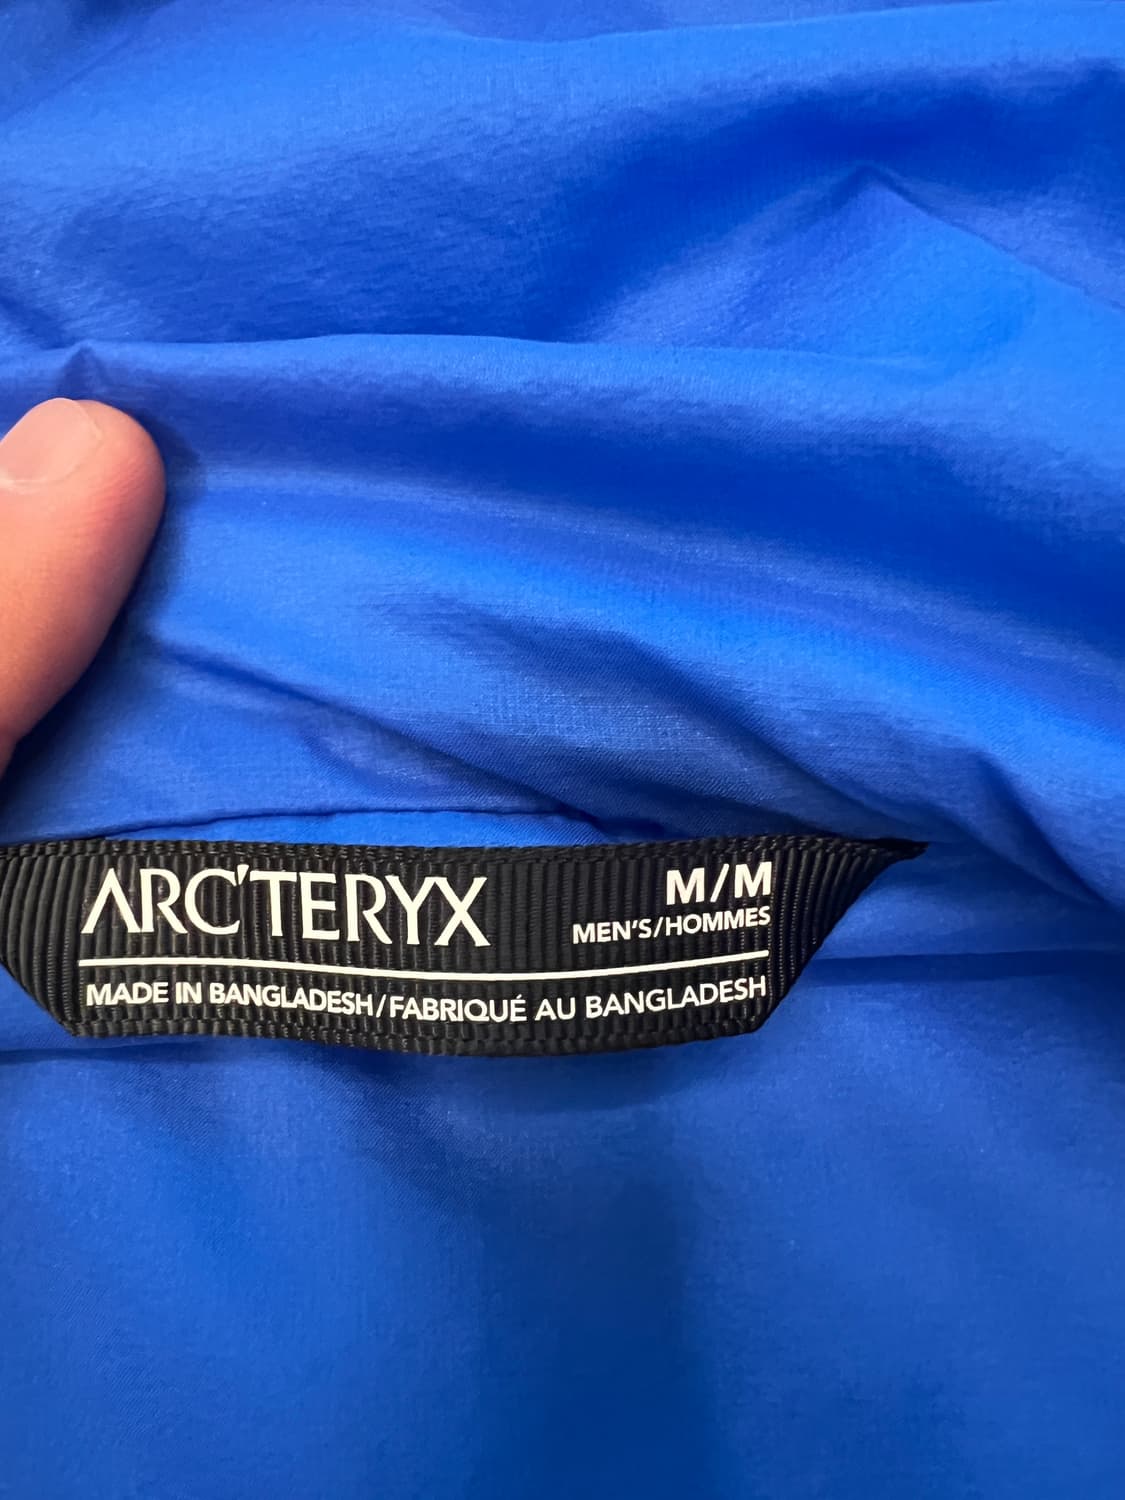 ARC'TERYX
M/M
MEN'S/HOMMES
MADE IN BANGLADESH/FABRIQUÉ AU BANGLADESH